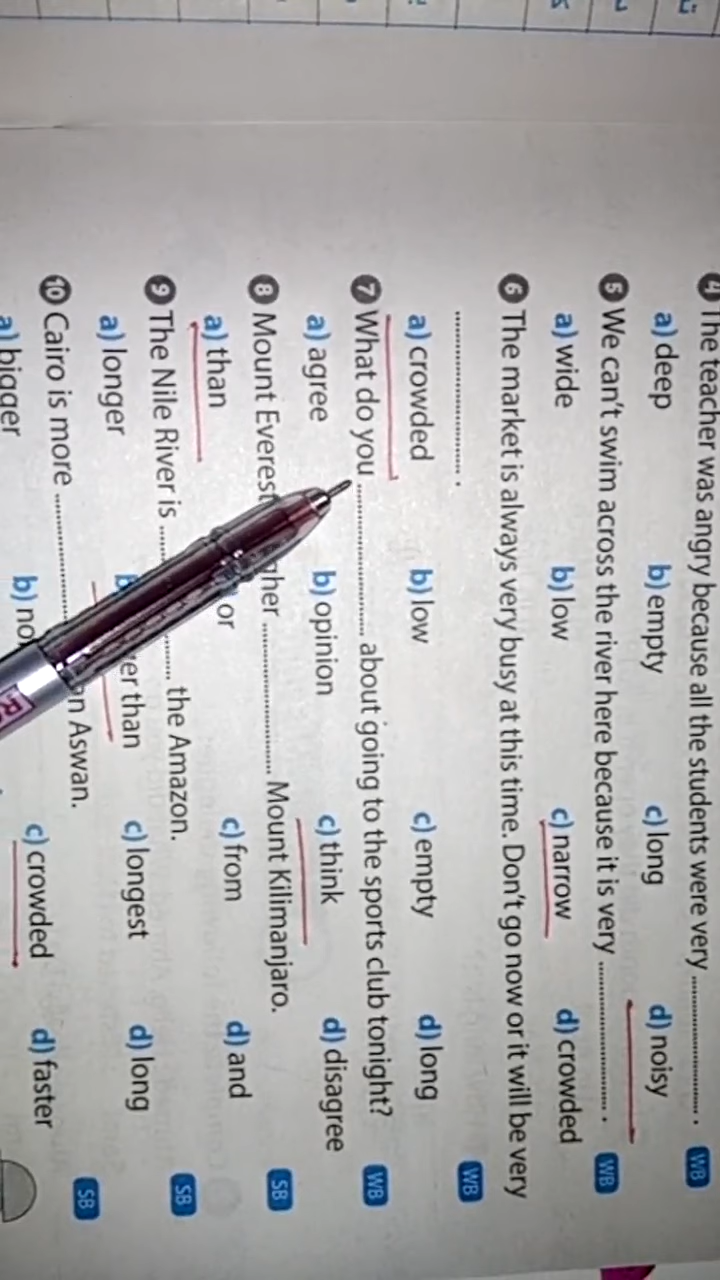 4 The teacher was angry because all the students were very .................... . WB
a) deep b) empty c) long d) noisy
5 We can't swim across the river here because it is very .................... . WB
a) wide b) low c) narrow d) crowded
6 The market is always very busy at this time. Don't go now or it will be very
.................... . WB
a) crowded b) low c) empty d) long
7 What do you .................... about going to the sports club tonight? WB
a) agree b) opinion c) think d) disagree
8 Mount Everest .................... Mount Kilimanjaro. SB
a) than or c) from d) and
9 The Nile River is .................... the Amazon. SB
a) longer than c) longest d) long
10 Cairo is more .................... Aswan. SB
a) bigger c) crowded d) faster